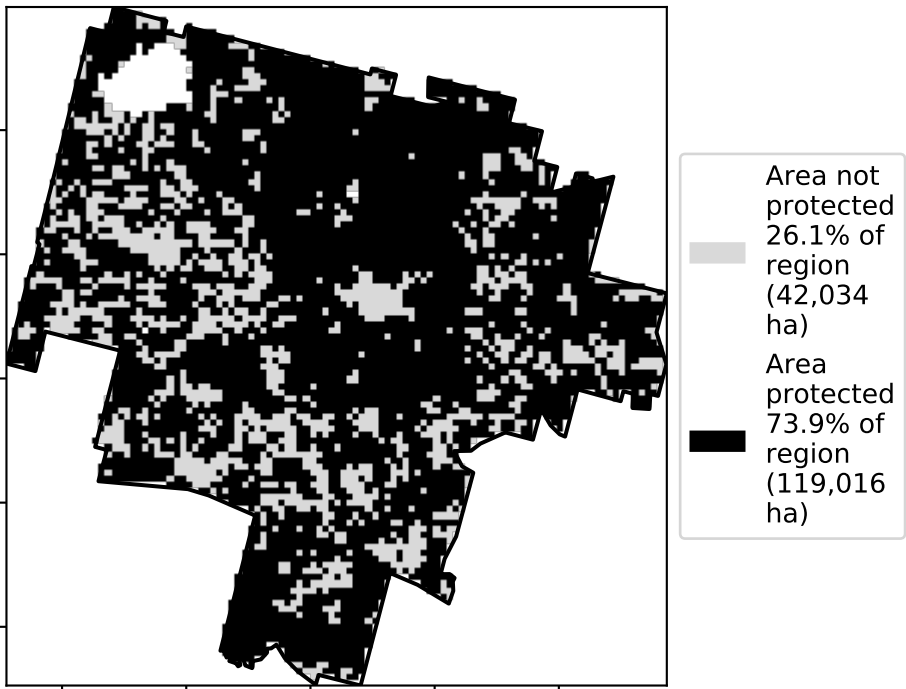 Area not
protected
26.1% of
region
(42,034
ha)
Area
protected
73.9% of
region
(119,016
ha)